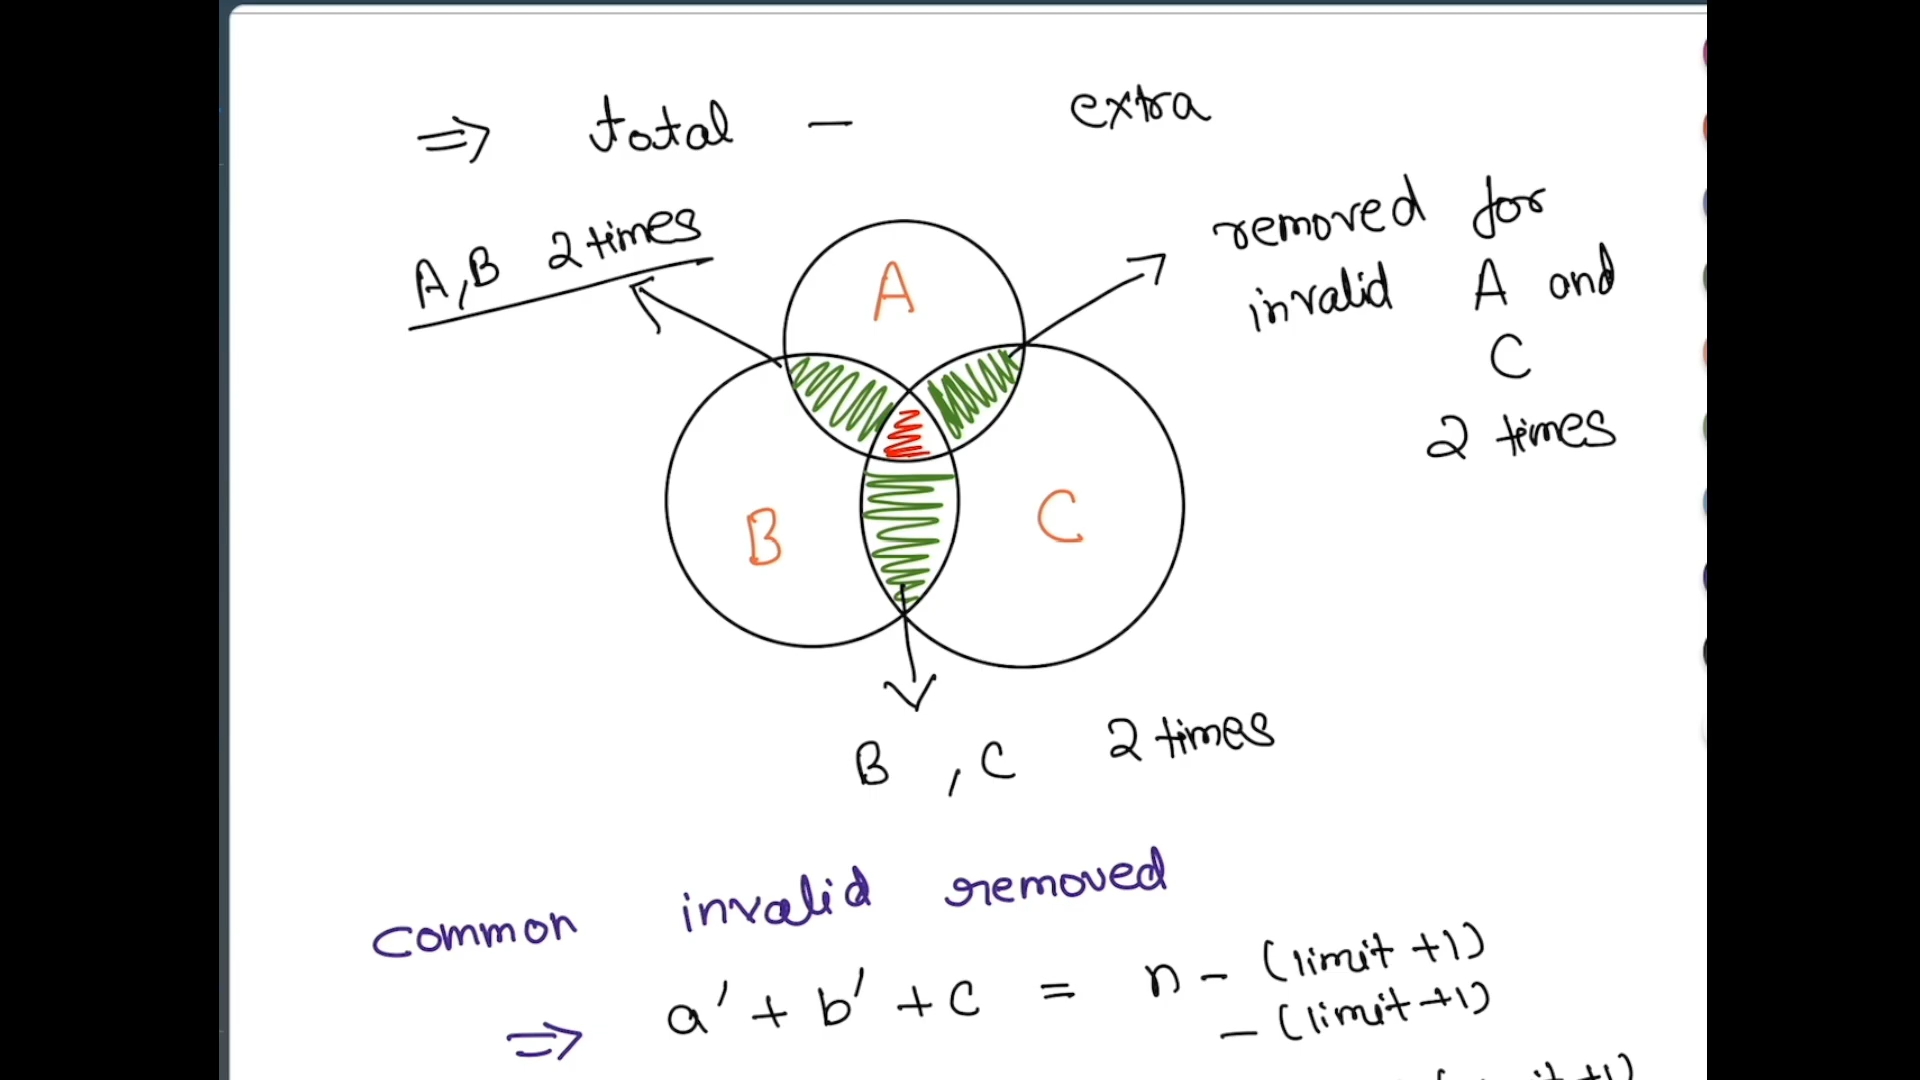 ⇒ total - extra
A,B 2 times
removed for
invalid A and
C
2 times
A
B
C
B , C 2 times
common invalid removed
⇒ a' + b' + c = n - (limit +1)
- (limit +1)